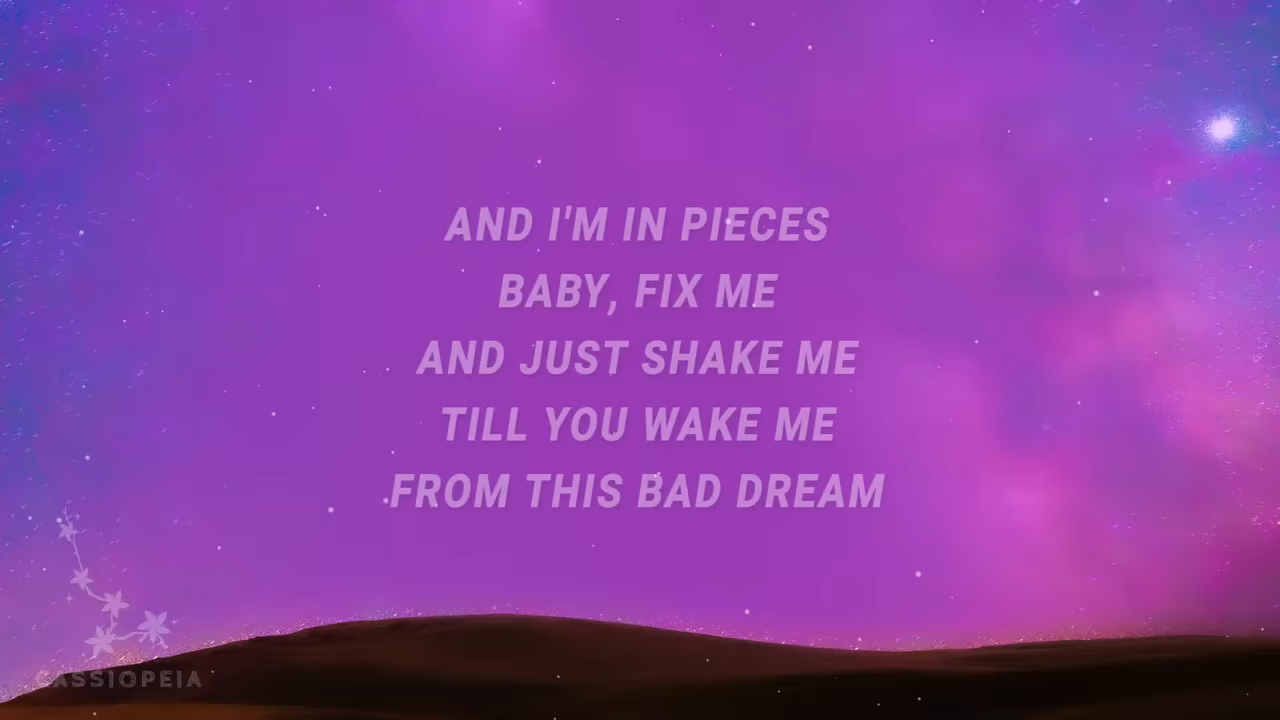 AND I'M IN PIECES
BABY, FIX ME
AND JUST SHAKE ME
TILL YOU WAKE ME
FROM THIS BAD DREAM
CASSIOPEIA